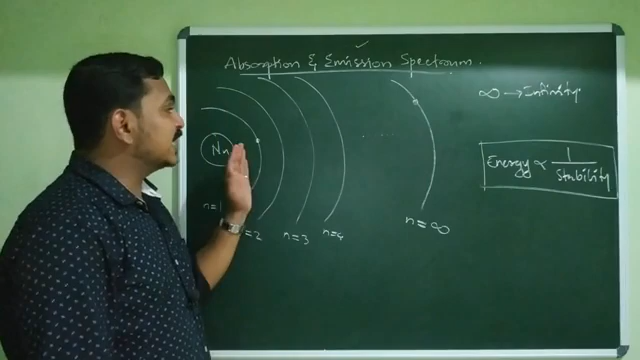 Absorption & Emission Spectrum.
∞ → Infinity
Nu
Energy ∝ 1/Stability
n=1
=2
n=3
n=4
n=∞